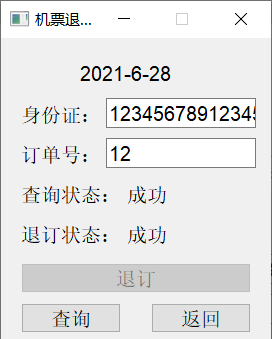 机票退...
2021-6-28
身份证： 12345678912345
订单号： 12
查询状态： 成功
退订状态： 成功
退订
查询 返回